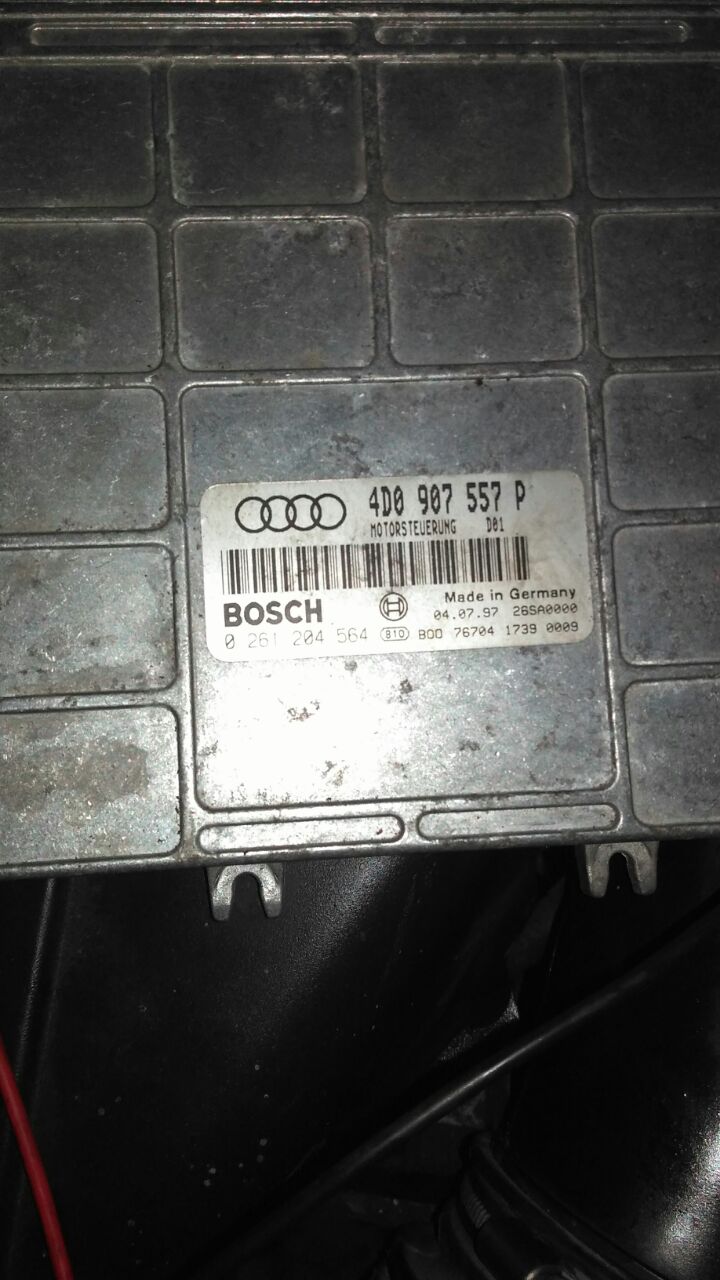 4D0 907 557 P
MOTORSTEUERUNG D01
BOSCH Made in Germany
04.07.97 26SA0000
0 261 204 564 B10 B00 76704 1739 0009